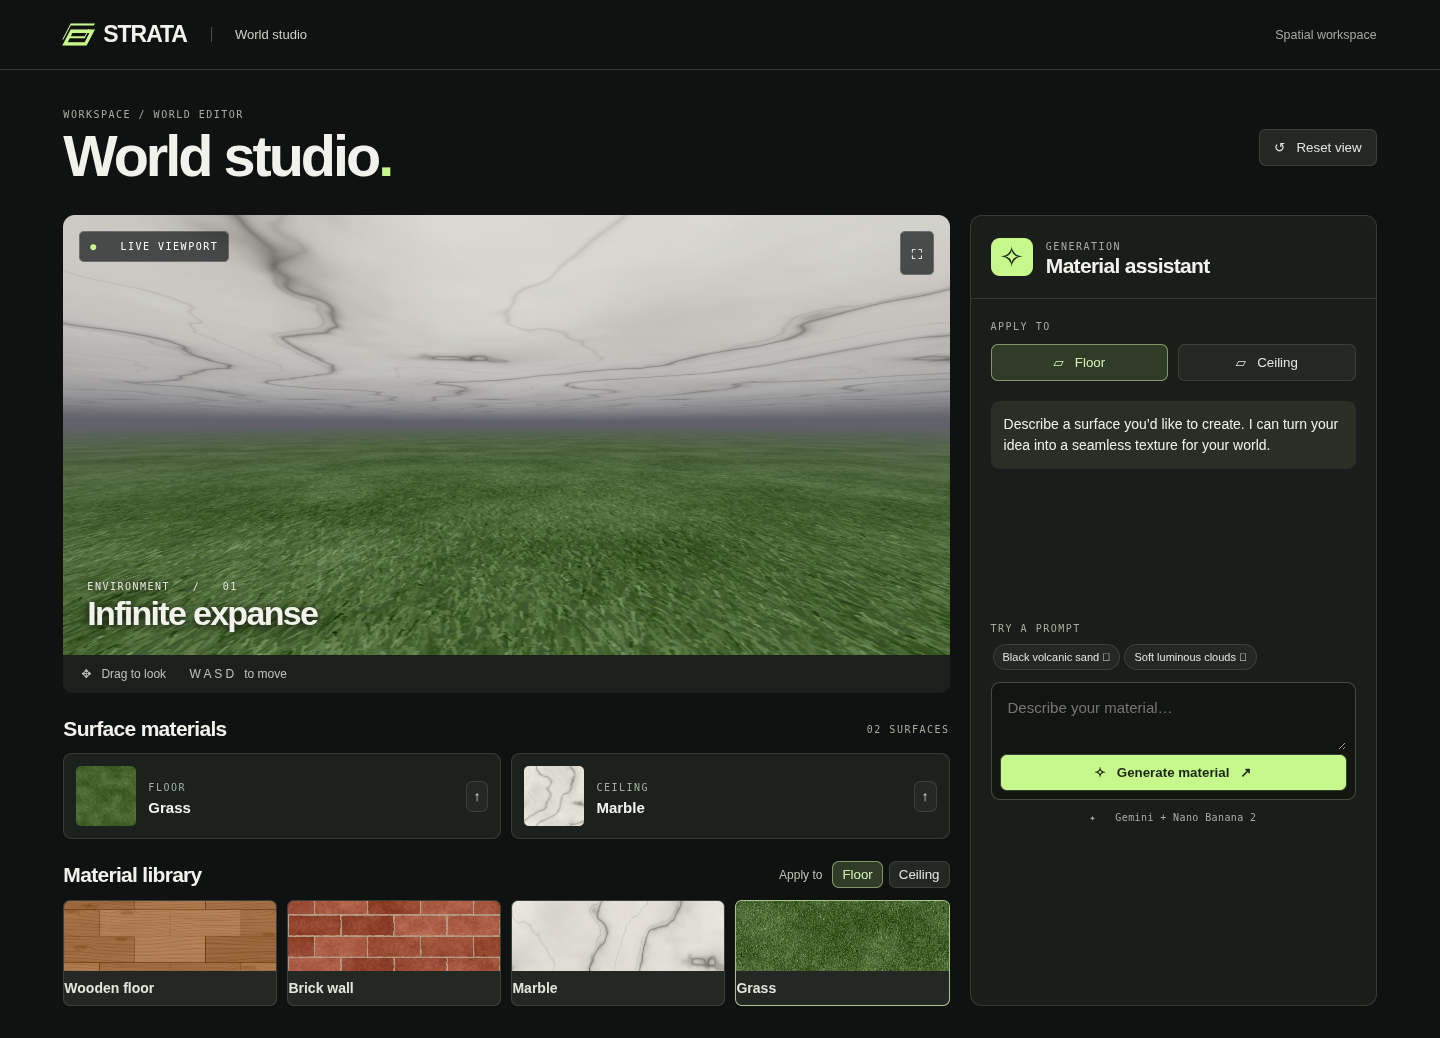 STRATA
World studio
Spatial workspace
WORKSPACE / WORLD EDITOR
World studio.
Reset view
LIVE VIEWPORT
ENVIRONMENT / 01
Infinite expanse
Drag to look WASD to move
GENERATION
Material assistant
APPLY TO
Floor
Ceiling
Describe a surface you'd like to create. I can turn your
idea into a seamless texture for your world.
TRY A PROMPT
Black volcanic sand
Soft luminous clouds
Describe your material…
Generate material ↗
Gemini + Nano Banana 2
Surface materials
02 SURFACES
FLOOR
Grass
↑
CEILING
Marble
↑
Material library
Apply to
Floor
Ceiling
Wooden floor
Brick wall
Marble
Grass